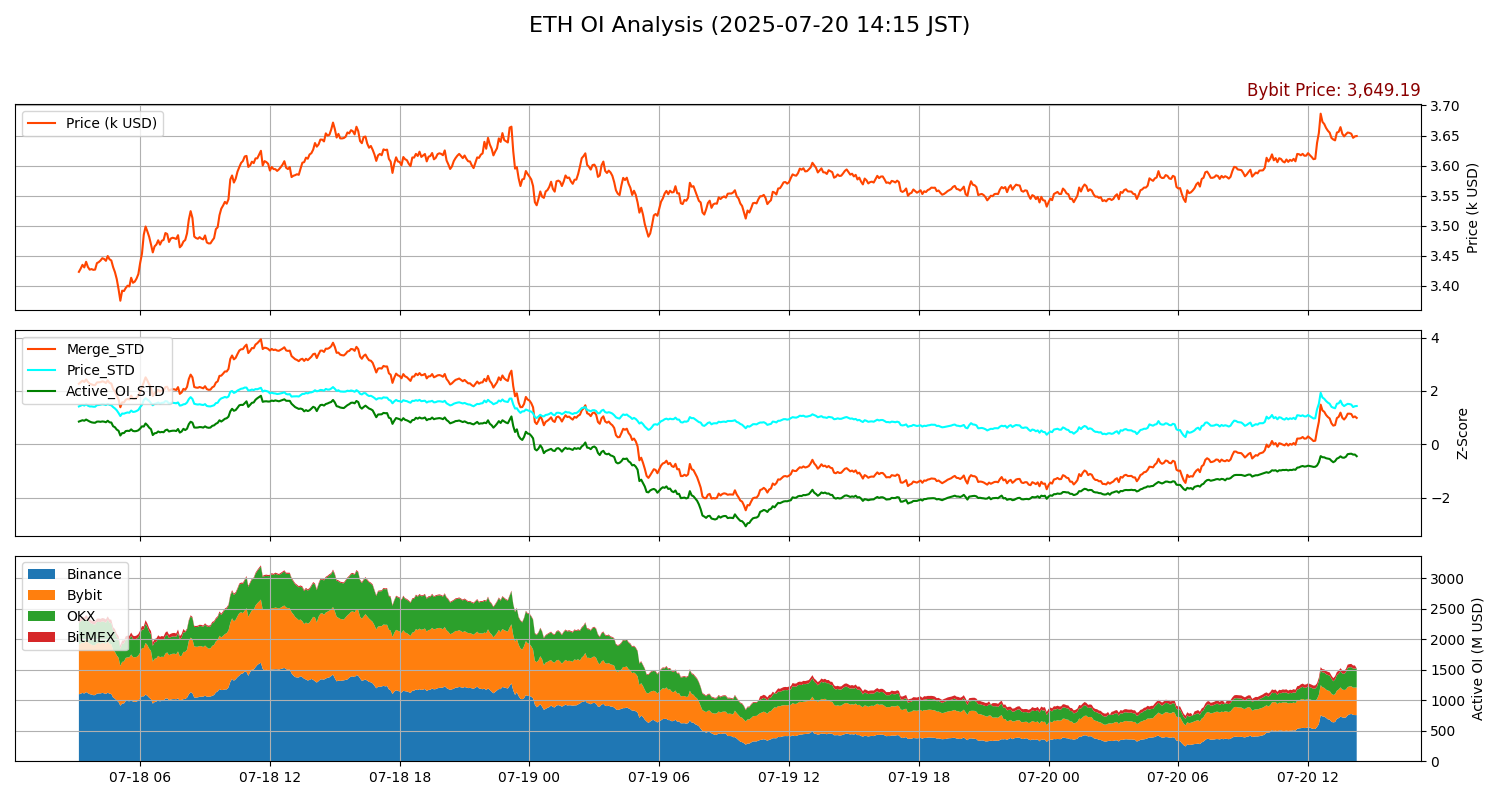 ETH OI Analysis (2025-07-20 14:15 JST)
Bybit Price: 3,649.19
Price (k USD)
3.70
3.65
3.60
3.55
3.50
3.45
3.40
Price (k USD)
Merge_STD
Price_STD
Active_OI_STD
4
2
0
−2
Z-Score
Binance
Bybit
OKX
BitMEX
3000
2500
2000
1500
1000
500
0
Active OI (M USD)
07-18 06
07-18 12
07-18 18
07-19 00
07-19 06
07-19 12
07-19 18
07-20 00
07-20 06
07-20 12